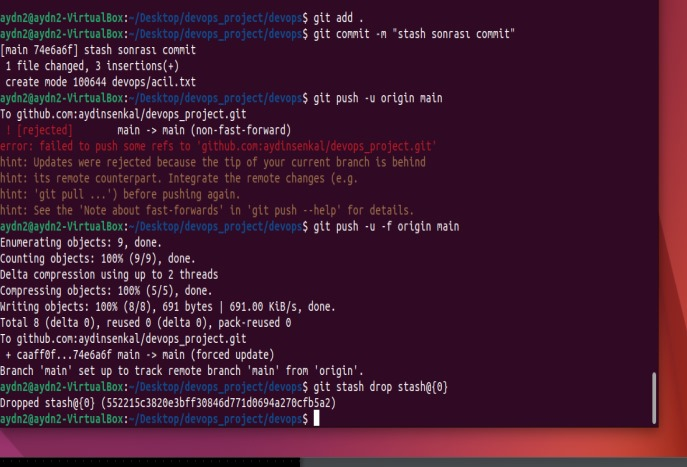 aydn2@aydn2-VirtualBox:~/Desktop/devops_project/devops$ git add .
aydn2@aydn2-VirtualBox:~/Desktop/devops_project/devops$ git commit -m "stash sonrası commit"
[main 74e6a6f] stash sonrası commit
 1 file changed, 3 insertions(+)
 create mode 100644 devops/acil.txt
aydn2@aydn2-VirtualBox:~/Desktop/devops_project/devops$ git push -u origin main
To github.com:aydinsenkal/devops_project.git
 ! [rejected]        main -> main (non-fast-forward)
error: failed to push some refs to 'github.com:aydinsenkal/devops_project.git'
hint: Updates were rejected because the tip of your current branch is behind
hint: its remote counterpart. Integrate the remote changes (e.g.
hint: 'git pull ...') before pushing again.
hint: See the 'Note about fast-forwards' in 'git push --help' for details.
aydn2@aydn2-VirtualBox:~/Desktop/devops_project/devops$ git push -u -f origin main
Enumerating objects: 9, done.
Counting objects: 100% (9/9), done.
Delta compression using up to 2 threads
Compressing objects: 100% (5/5), done.
Writing objects: 100% (8/8), 691 bytes | 691.00 KiB/s, done.
Total 8 (delta 0), reused 0 (delta 0), pack-reused 0
To github.com:aydinsenkal/devops_project.git
 + caaff0f...74e6a6f main -> main (forced update)
Branch 'main' set up to track remote branch 'main' from 'origin'.
aydn2@aydn2-VirtualBox:~/Desktop/devops_project/devops$ git stash drop stash@{0}
Dropped stash@{0} (552215c3820e3bff30846d771d0694a270cfb5a2)
aydn2@aydn2-VirtualBox:~/Desktop/devops_project/devops$